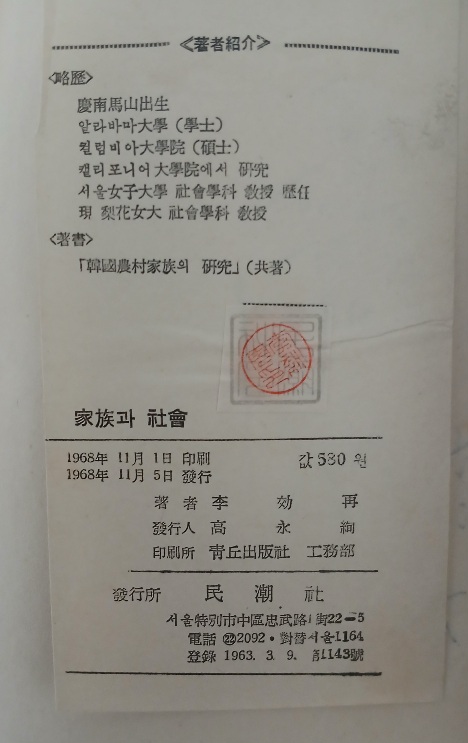 《著者紹介》
<略歷>
慶南馬山出生
알라바마大學 (學士)
컬럼비아大學院 (碩士)
캘리포니어大學院에서 硏究
서울女子大學 社會學科 敎授 歷任
現 梨花女大 社會學科 敎授
<著書>
「韓國農村家族의 硏究」(共著)
家族과 社會
1968年 11月 1日 印刷 값 580 원
1968年 11月 5日 發行
著者 李効再
發行人 高永
印刷所 靑丘出版社 工務部
發行所 民潮社
서울特別市中區忠武路1街22-5
電話 ㉒2092·對替서울1164
登錄 1963. 3. 9. 1143號